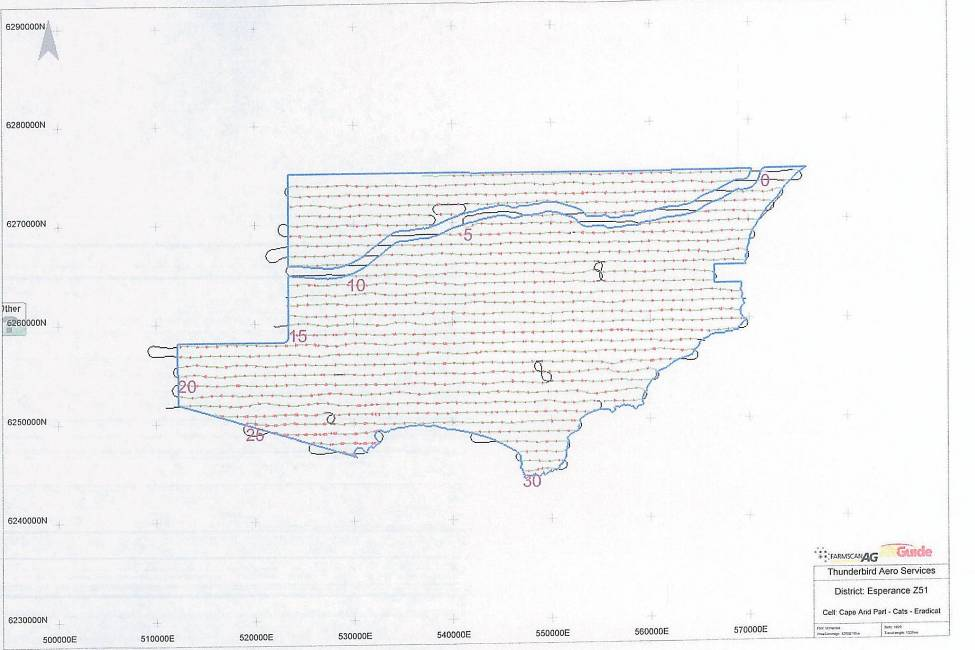 6290000N
6280000N
6270000N
6260000N
6250000N
6240000N
6230000N
0
5
10
15
20
25
30
500000E
510000E
520000E
530000E
540000E
550000E
560000E
570000E
FARMSCAN AG
Guide
Thunderbird Aero Services
District: Esperance Z51
Cell: Cape And Part - Cats - Eradicat